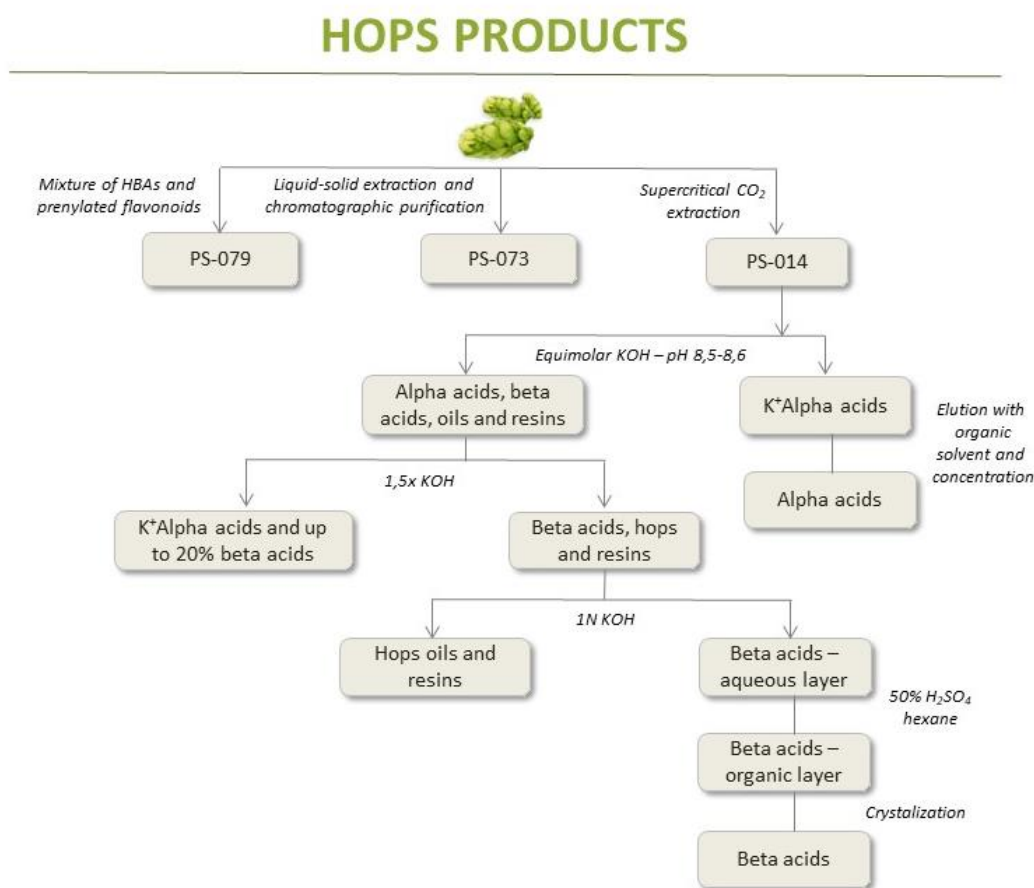 HOPS PRODUCTS
Mixture of HBAs and
prenylated flavonoids
Liquid-solid extraction and
chromatographic purification
Supercritical CO₂
extraction
PS-079
PS-073
PS-014
Equimolar KOH – pH 8,5-8,6
Alpha acids, beta
acids, oils and resins
K⁺Alpha acids
Elution with
organic
solvent and
concentration
Alpha acids
1,5x KOH
K⁺Alpha acids and up
to 20% beta acids
Beta acids, hops
and resins
1N KOH
Hops oils and
resins
Beta acids –
aqueous layer
50% H₂SO₄
hexane
Beta acids –
organic layer
Crystalization
Beta acids